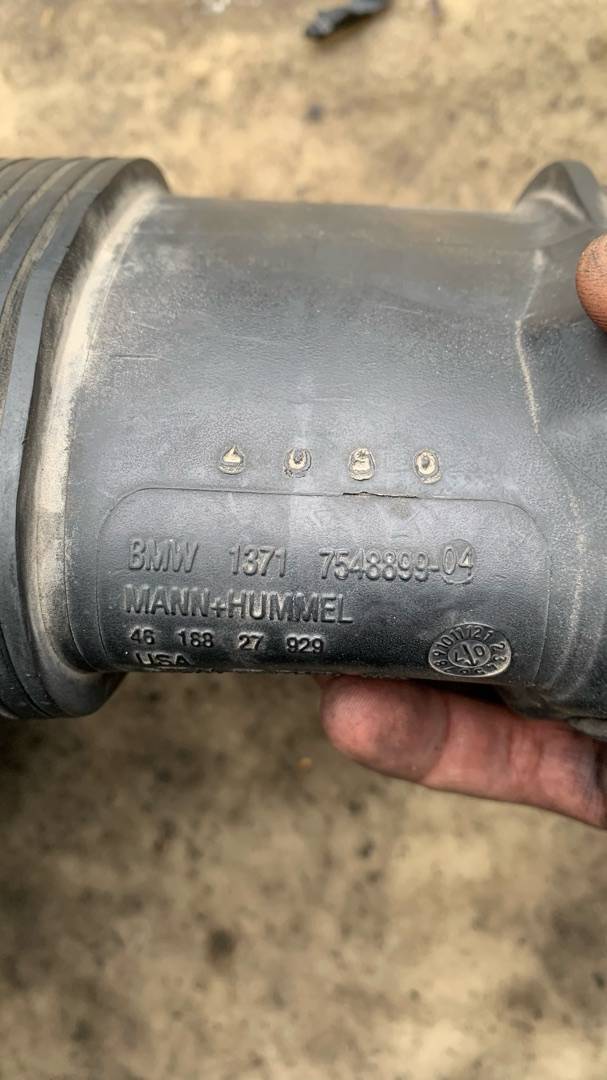 BMW 1371 7548899-04
MANN+HUMMEL
46 188 27 929
USA